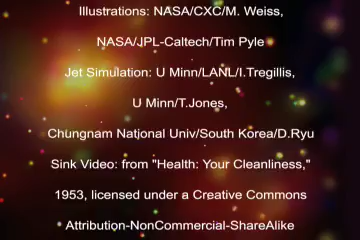 Illustrations: NASA/CXC/M. Weiss,
NASA/JPL-Caltech/Tim Pyle
Jet Simulation: U Minn/LANL/I.Tregillis,
U Minn/T.Jones,
Chungnam National Univ/South Korea/D.Ryu
Sink Video: from "Health: Your Cleanliness,"
1953, licensed under a Creative Commons
Attribution-NonCommercial-ShareAlike